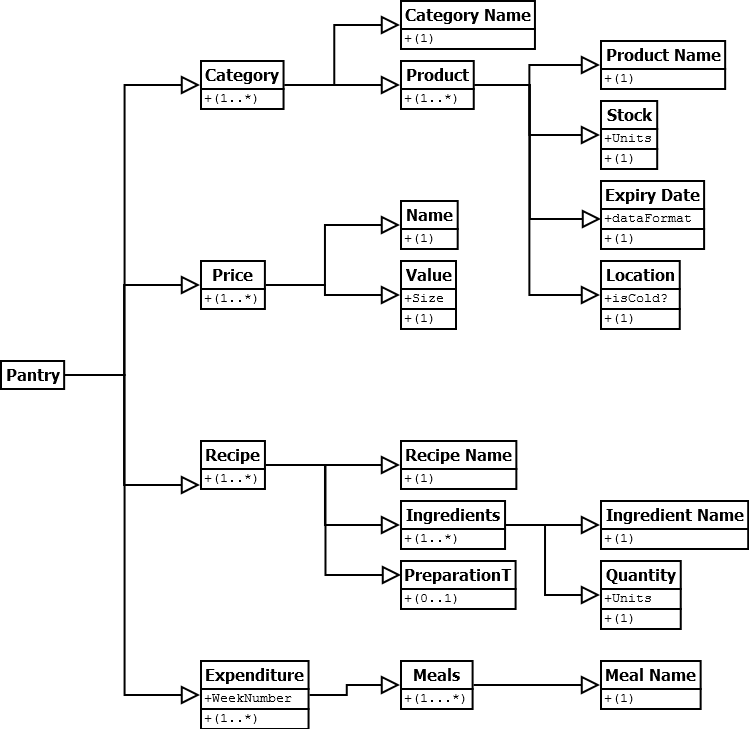 Category Name
+(1)
Category
+(1..*)
Product
+(1..*)
Product Name
+(1)
Stock
+Units
+(1)
Expiry Date
+dataFormat
+(1)
Location
+isCold?
+(1)
Price
+(1..*)
Name
+(1)
Value
+Size
+(1)
Pantry
Recipe
+(1..*)
Recipe Name
+(1)
Ingredients
+(1..*)
Ingredient Name
+(1)
Quantity
+Units
+(1)
PreparationT
+(0..1)
Expenditure
+WeekNumber
+(1..*)
Meals
+(1...*)
Meal Name
+(1)